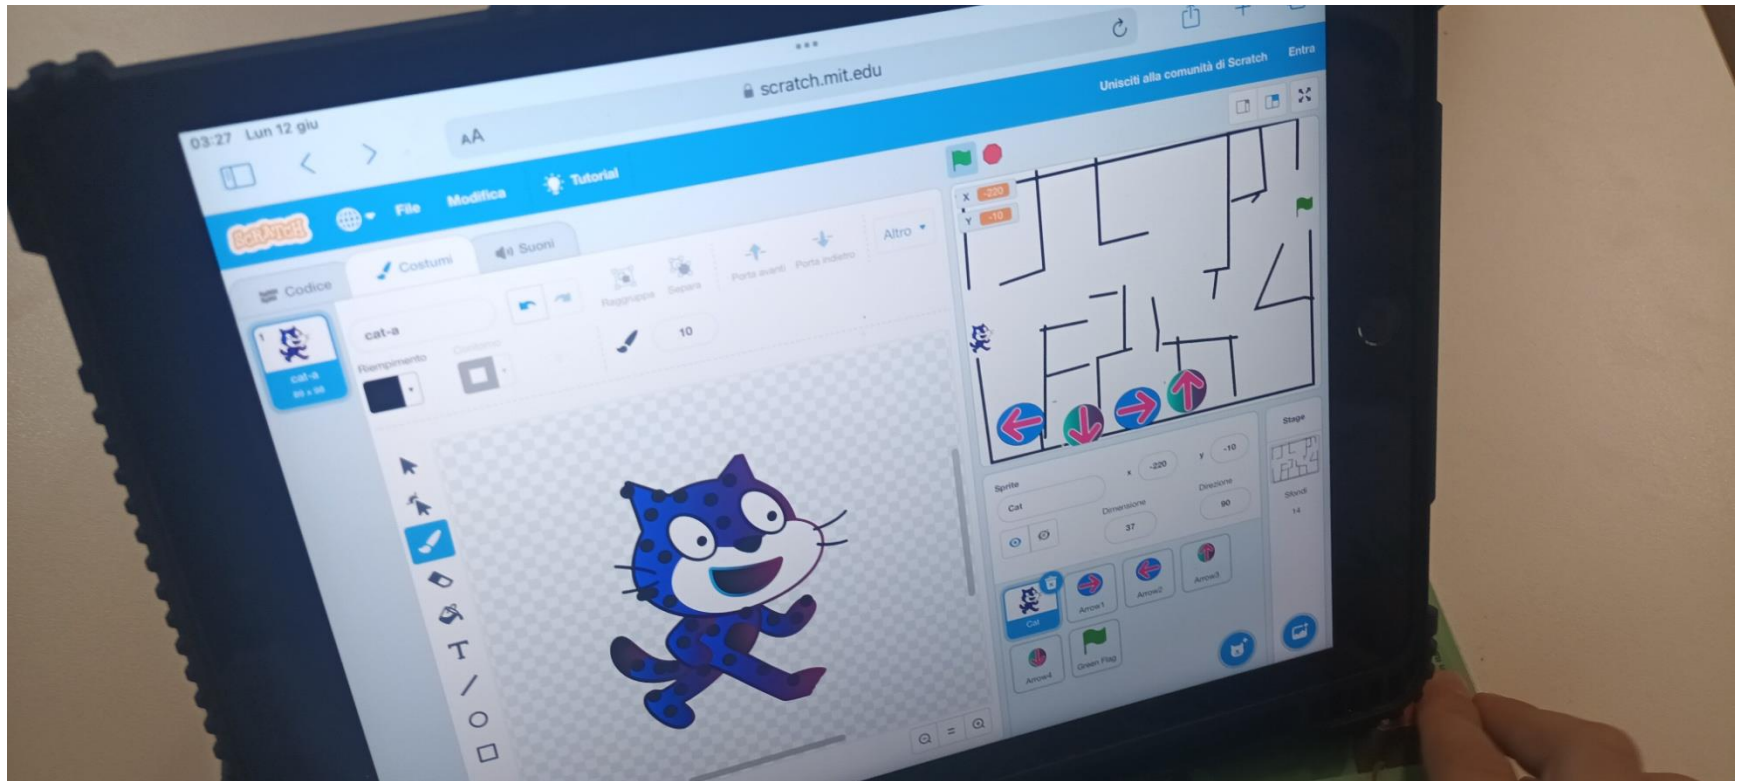 03:27 Lun 12 giu
AA
scratch.mit.edu
SCRATCH
File
Modifica
Tutorial
Unisciti alla comunità di Scratch
Entra
Codice
Costumi
Suoni
cat-a
Raggruppa
Separa
Porta avanti
Porta indietro
Altro
Riempimento
Contorno
10
1
cat-a
T
X -220
Y -10
Sprite
Cat
x -220
y -10
Dimensione
37
Direzione
90
Stage
Sfondi
14
Cat
Arrow1
Arrow2
Arrow3
Arrow4
Green Flag